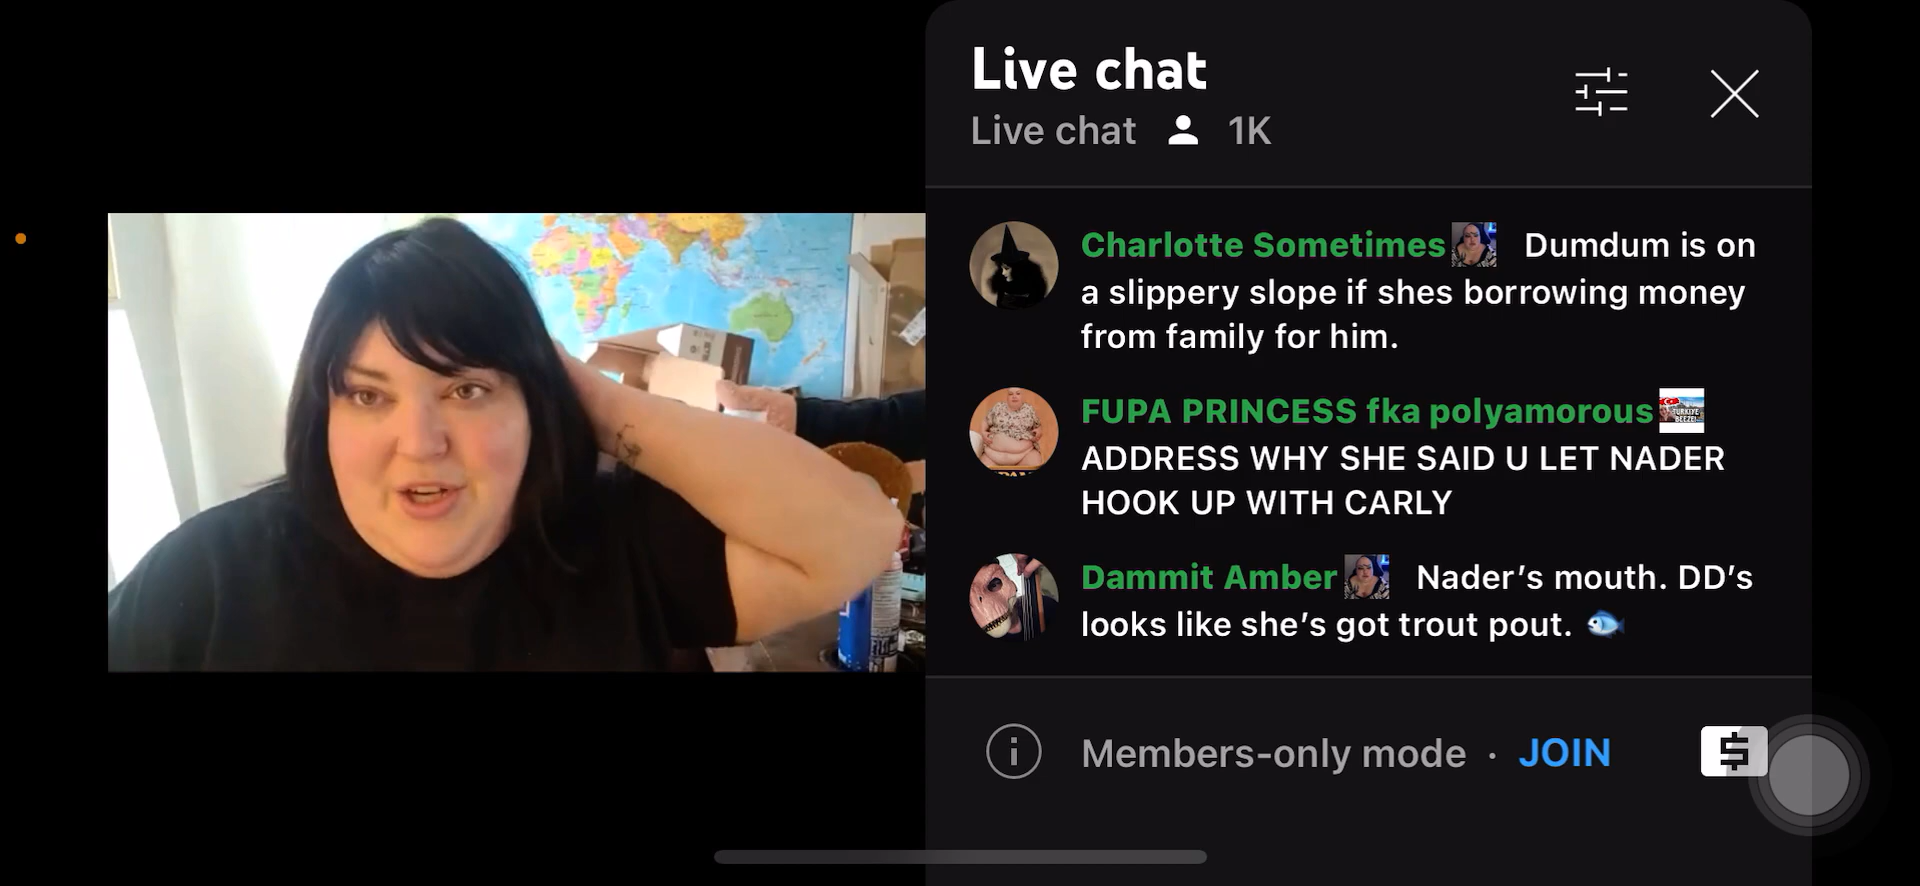 Live chat
Live chat 1K
Charlotte Sometimes Dumdum is on
a slippery slope if shes borrowing money
from family for him.
FUPA PRINCESS fka polyamorous
ADDRESS WHY SHE SAID U LET NADER
HOOK UP WITH CARLY
Dammit Amber Nader’s mouth. DD’s
looks like she’s got trout pout. 🐟
Members-only mode · JOIN